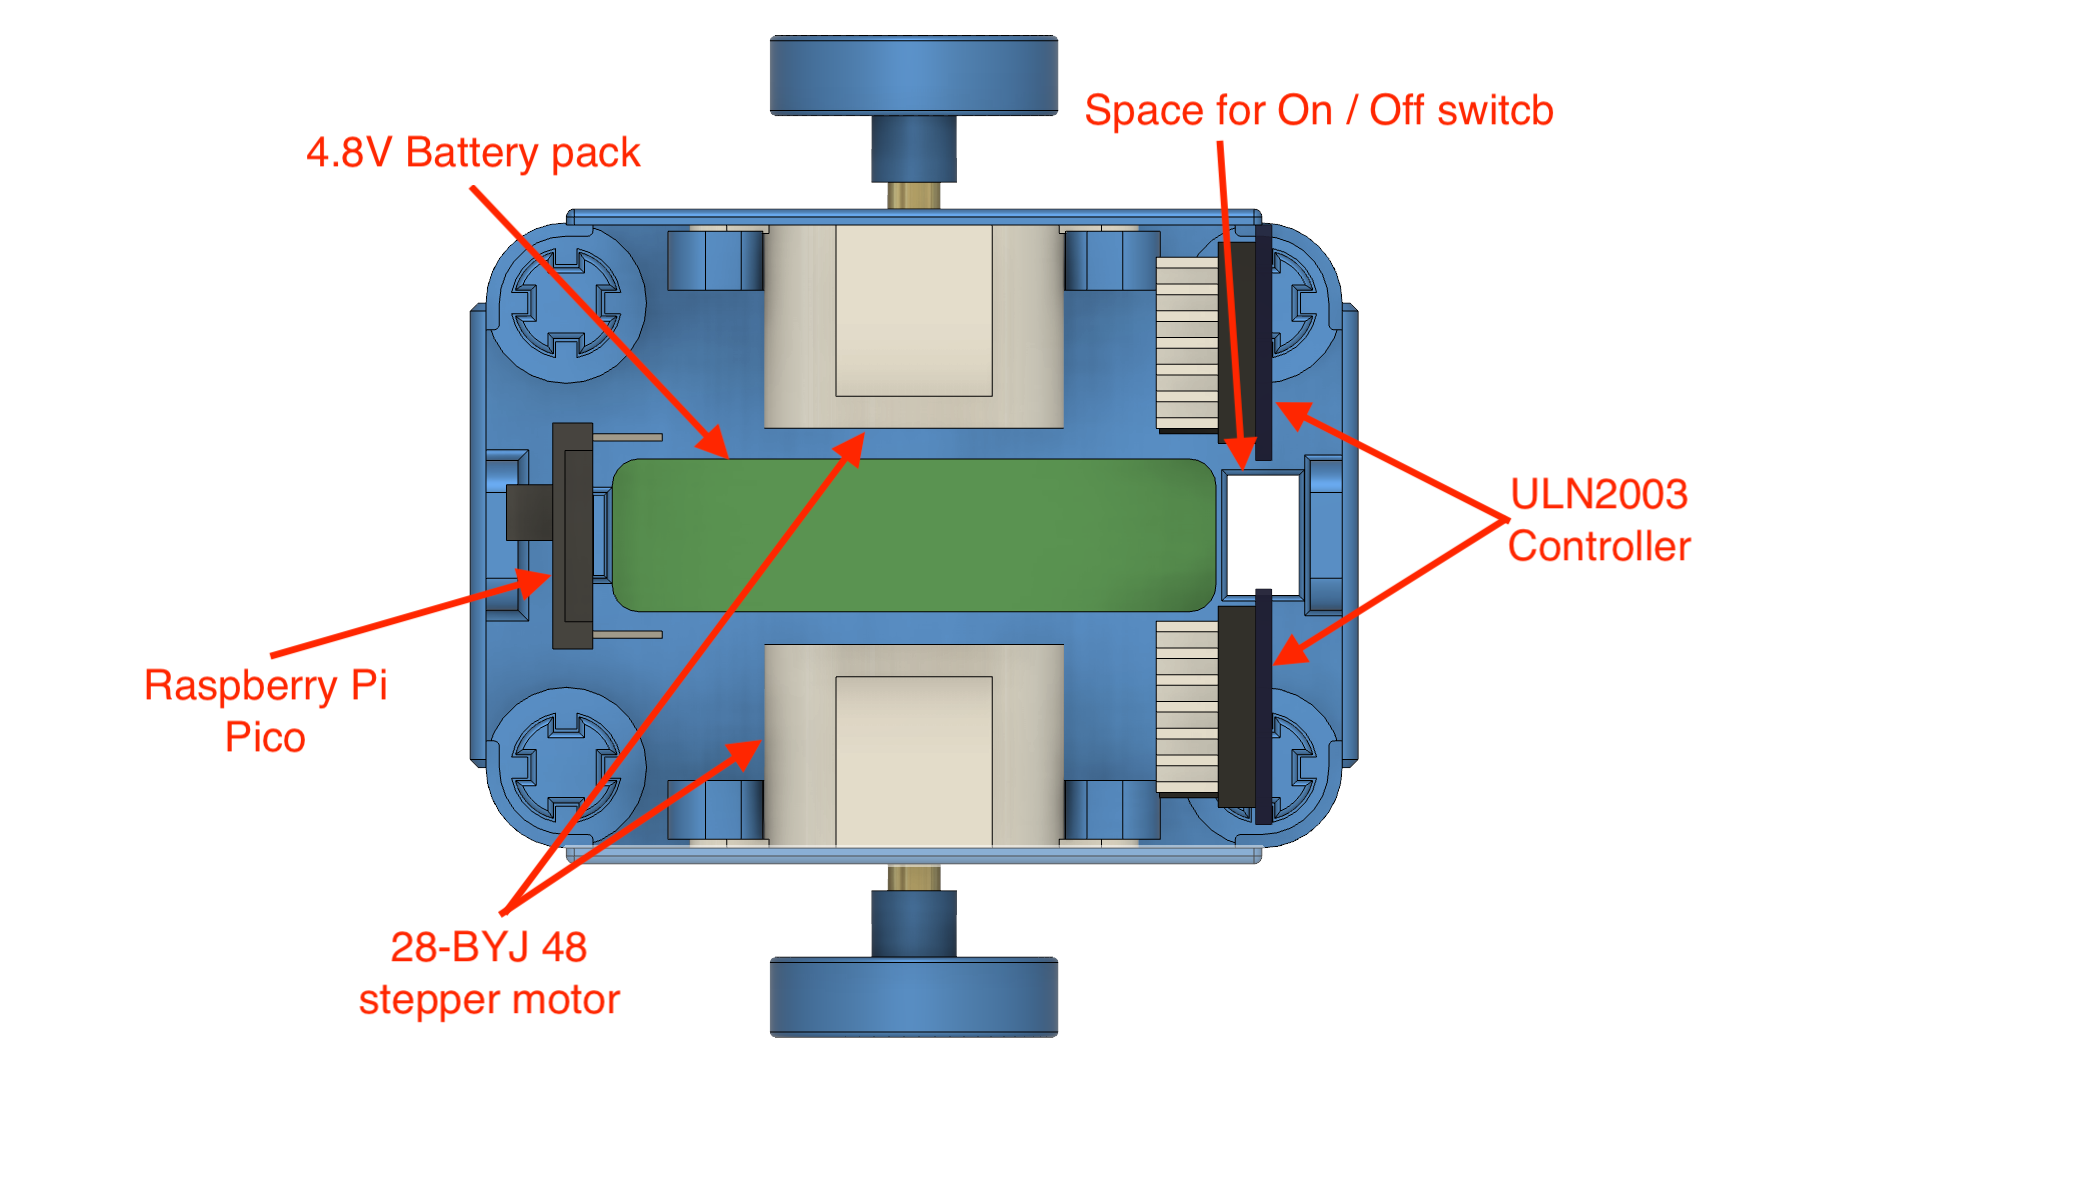 Space for On / Off switcb
4.8V Battery pack
ULN2003
Controller
Raspberry Pi
Pico
28-BYJ 48
stepper motor